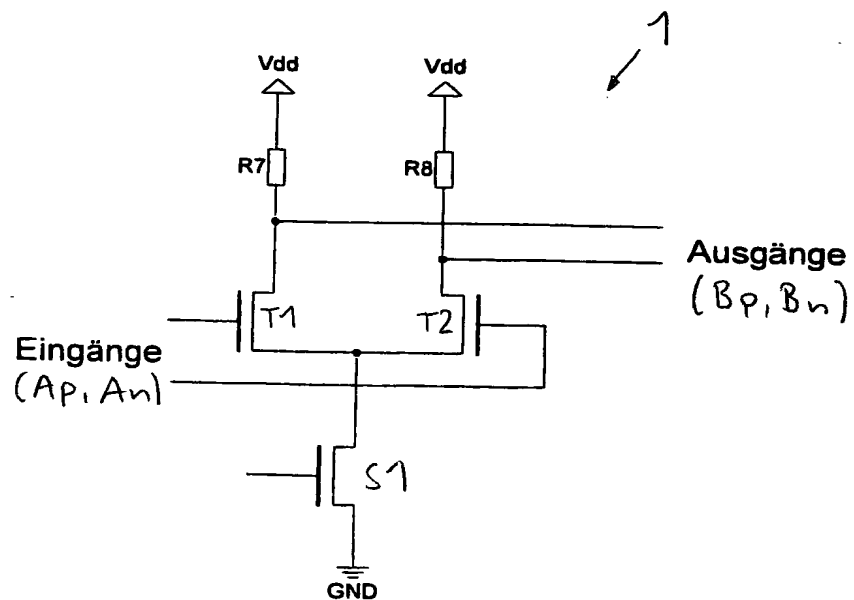 1
Vdd
Vdd
R7
R8
Ausgänge
(Bp, Bn)
T1
T2
Eingänge
(Ap, An)
S1
GND